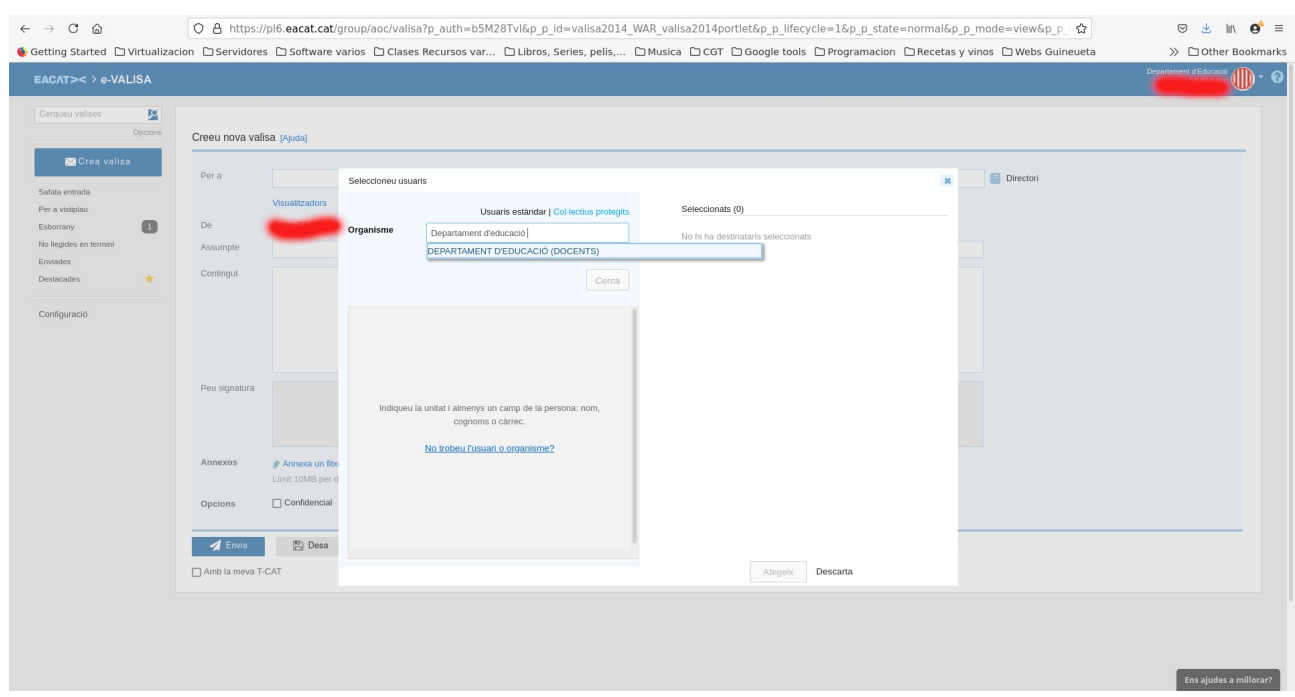 https://pl6.eacat.cat/group/aoc/valisa?p_auth=b5M28TvI&p_p_id=valisa2014_WAR_valisa2014portlet&p_p_lifecycle=1&p_p_state=normal&p_p_mode=view&p_p_
Getting Started Virtualizacion Servidores Software varios Clases Recursos var... Libros, Series, pelis,... Musica CGT Google tools Programacion Recetas y vinos Webs Guineueta Other Bookmarks
EACAT>< > e-VALISA
Departament d'Educació
Cerqueu valises
Opcions
Crea valisa
Safata entrada
Per a vistiplau
Esborrany 1
No llegides en termini
Enviades
Destacades
Configuració
Creeu nova valisa [Ajuda]
Per a
Directori
Visualitzadors
De
Assumpte
Contingut
Peu signatura
Annexos
Annexa un fitx
Límit 10MB per d
Opcions
Confidencial
Envia
Desa
Amb la meva T-CAT
Seleccioneu usuaris
Usuaris estàndar | Col·lectius protegits
Organisme
Departament d'educació
DEPARTAMENT D'EDUCACIÓ (DOCENTS)
Cerca
Indiqueu la unitat i almenys un camp de la persona: nom,
cognoms o càrrec.
No trobeu l'usuari o organisme?
Seleccionats (0)
No hi ha destinataris seleccionats
Afegeix
Descarta
Ens ajudes a millorar?